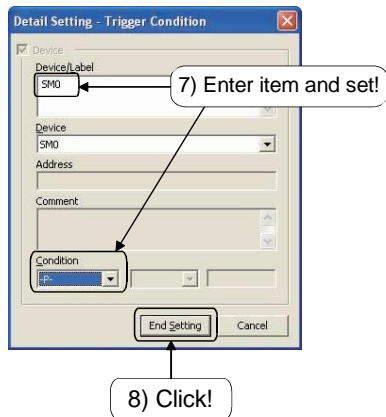 Detail Setting - Trigger Condition
Device
Device/Label
SM0
7) Enter item and set!
Device
SM0
Address
Comment
Condition
-P-
End Setting
Cancel
8) Click!